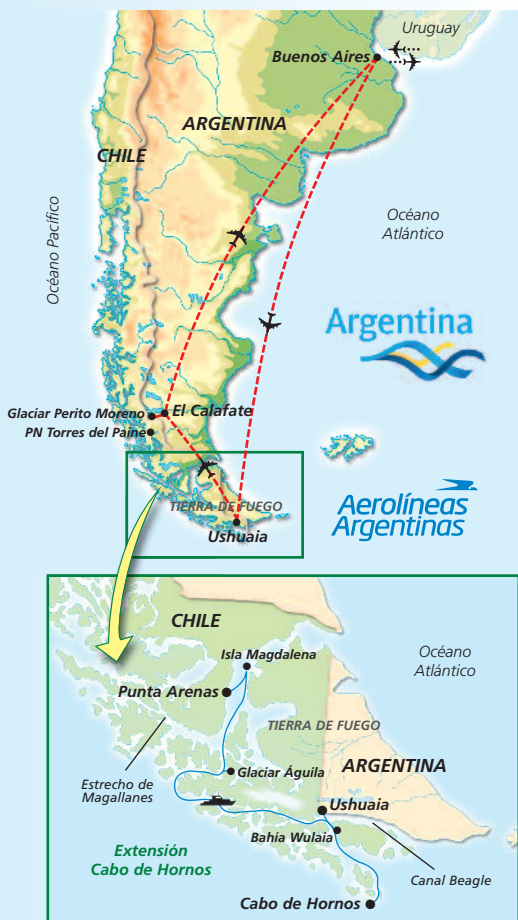 Uruguay
Buenos Aires
ARGENTINA
CHILE
Océano Pacífico
Océano
Atlántico
Argentina
Glaciar Perito Moreno
El Calafate
PN Torres del Paine
TIERRA DE FUEGO
Ushuaia
Aerolíneas
Argentinas
CHILE
Isla Magdalena
Océano
Atlántico
Punta Arenas
TIERRA DE FUEGO
ARGENTINA
Glaciar Águila
Estrecho de
Magallanes
Ushuaia
Bahía Wulaia
Extensión
Cabo de Hornos
Canal Beagle
Cabo de Hornos